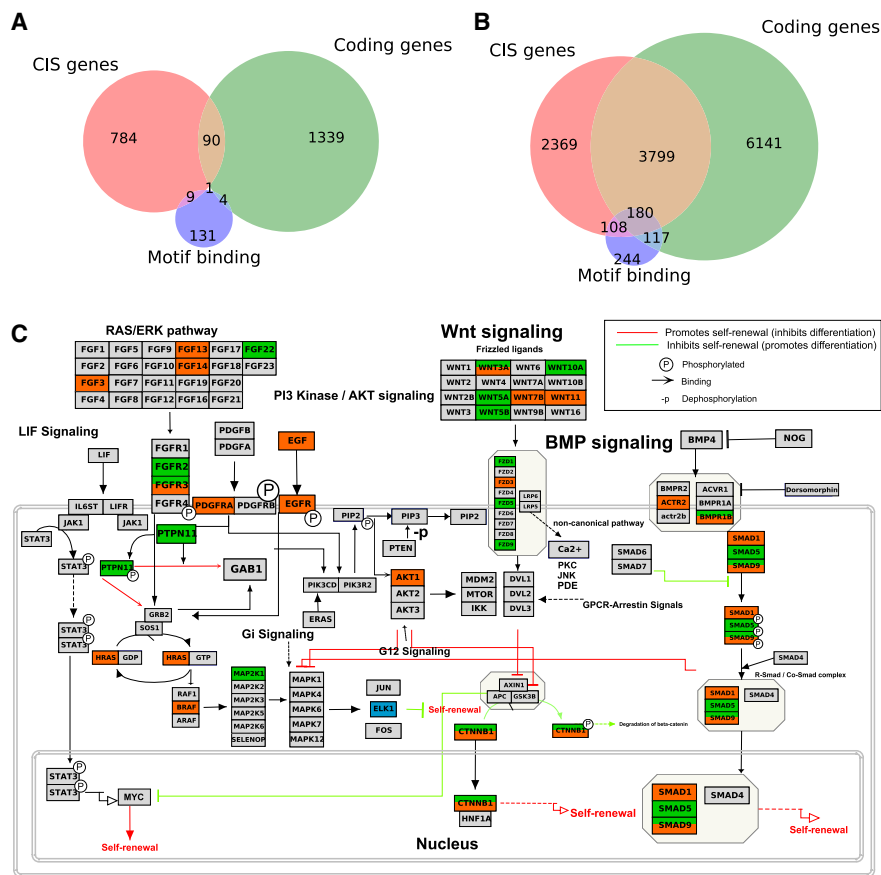 A
B
CIS genes
Coding genes
784
90
1339
9
1
4
131
Motif binding
CIS genes
Coding genes
2369
3799
6141
180
108
117
244
Motif binding
C
RAS/ERK pathway
FGF1 FGF5 FGF9 FGF13 FGF17 FGF22
FGF2 FGF6 FGF10 FGF14 FGF18 FGF23
FGF3 FGF7 FGF11 FGF19 FGF20
FGF4 FGF8 FGF12 FGF16 FGF21
Wnt signaling
Frizzled ligands
WNT1 WNT3A WNT6 WNT10A
WNT2 WNT4 WNT7A WNT10B
WNT2B WNT5A WNT7B WNT11
WNT3 WNT5B WNT9B WNT16
Promotes self-renewal (inhibits differentiation)
Inhibits self-renewal (promotes differentiation)
P Phosphorylated
Binding
-p Dephosphorylation
PI3 Kinase / AKT signaling
LIF Signaling
LIF
IL6ST LIFR
JAK1 JAK1
STAT3
STAT3 P
STAT3 P
STAT3 P
FGFR1
FGFR2
FGFR3
FGFR4
P
PDGFB
PDGFA
PDGFRA PDGFRB
P
EGF
EGFR
P
PTPN11
PTPN11
P
GAB1
GRB2
SOS1
HRAS GDP
HRAS GTP
RAF1
BRAF
ARAF
PIP2
P
PIP3
PIP2
-p
PTEN
PIK3CD PIK3R2
ERAS
AKT1
AKT2
AKT3
MDM2
MTOR
IKK
G12 Signaling
Gi Signaling
MAP2K1
MAP2K2
MAP2K3
MAP2K5
MAP2K6
SELENOP
MAPK1
MAPK4
MAPK6
MAPK7
MAPK12
JUN
ELK1
FOS
Self-renewal
FZD1
FZD2
FZD3
FZD4
FZD5
FZD6
FZD7
FZD8
FZD9
LRP6
LRP5
non-canonical pathway
Ca2+
PKC
JNK
PDE
DVL1
DVL2
DVL3
GPCR-Arrestin Signals
AXIN1
APC GSK3B
CTNNB1
CTNNB1
P
Degradation of beta-catenin
BMP signaling
BMP4
NOG
BMPR2 ACVR1
ACTR2 BMPR1A
actr2b BMPR1B
Dorsomorphin
SMAD6
SMAD7
SMAD1
SMAD5
SMAD9
SMAD1 P
SMAD5 P
SMAD9 P
SMAD4
R-Smad / Co-Smad complex
SMAD1
SMAD5
SMAD9
SMAD4
STAT3 P
STAT3 P
MYC
Self-renewal
CTNNB1
HNF1A
Self-renewal
Nucleus
SMAD1
SMAD5
SMAD9
SMAD4
Self-renewal